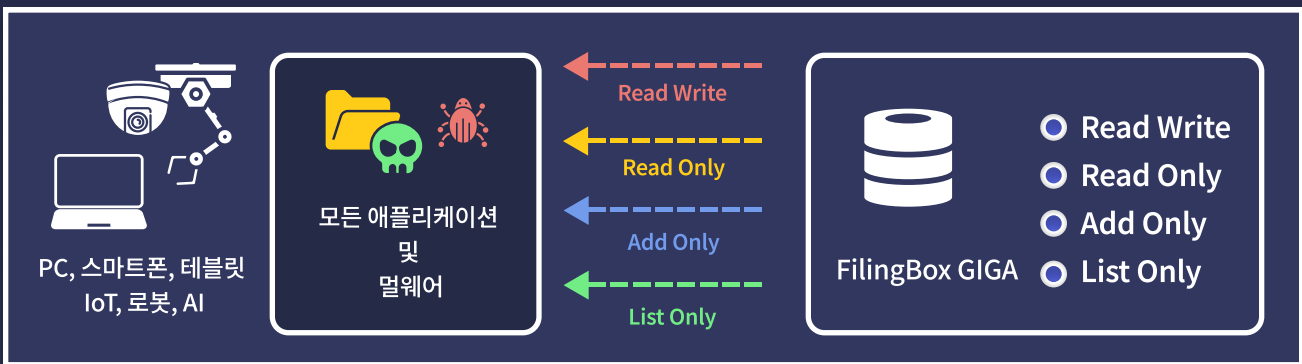 PC, 스마트폰, 테블릿
IoT, 로봇, AI
모든 애플리케이션
및
멀웨어
Read Write
Read Only
Add Only
List Only
FilingBox GIGA
Read Write
Read Only
Add Only
List Only